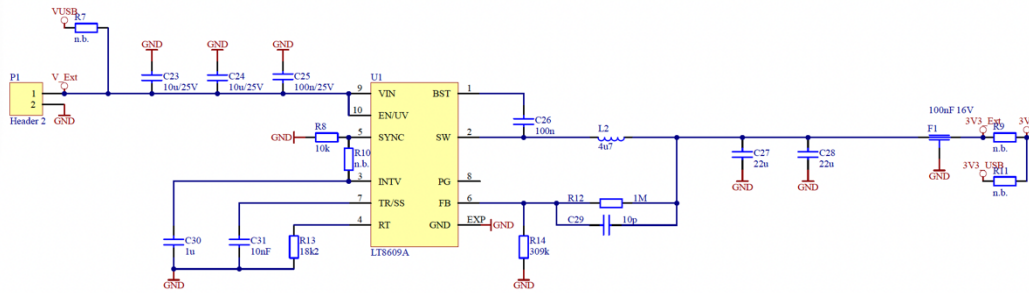 VUSB
R7
n.b.
P1
V_Ext
1
2
GND
Header 2
GND
C23
10u/25V
GND
C24
10u/25V
GND
C25
100n/25V
U1
9 VIN
10 EN/UV
5 SYNC
3 INTV
7 TR/SS
4 RT
BST 1
SW 2
PG 8
FB 6
GND EXP GND
LT8609A
GND
R8
10k
R10
n.b.
C30
1u
C31
10nF
R13
18k2
GND
C26
100n
L2
4u7
R12 1M
C29 10p
R14
309k
GND
C27
22u
GND
C28
22u
GND
100nF 16V
F1
GND
3V3_Ext
R9
n.b.
3V3_USB
R11
n.b.